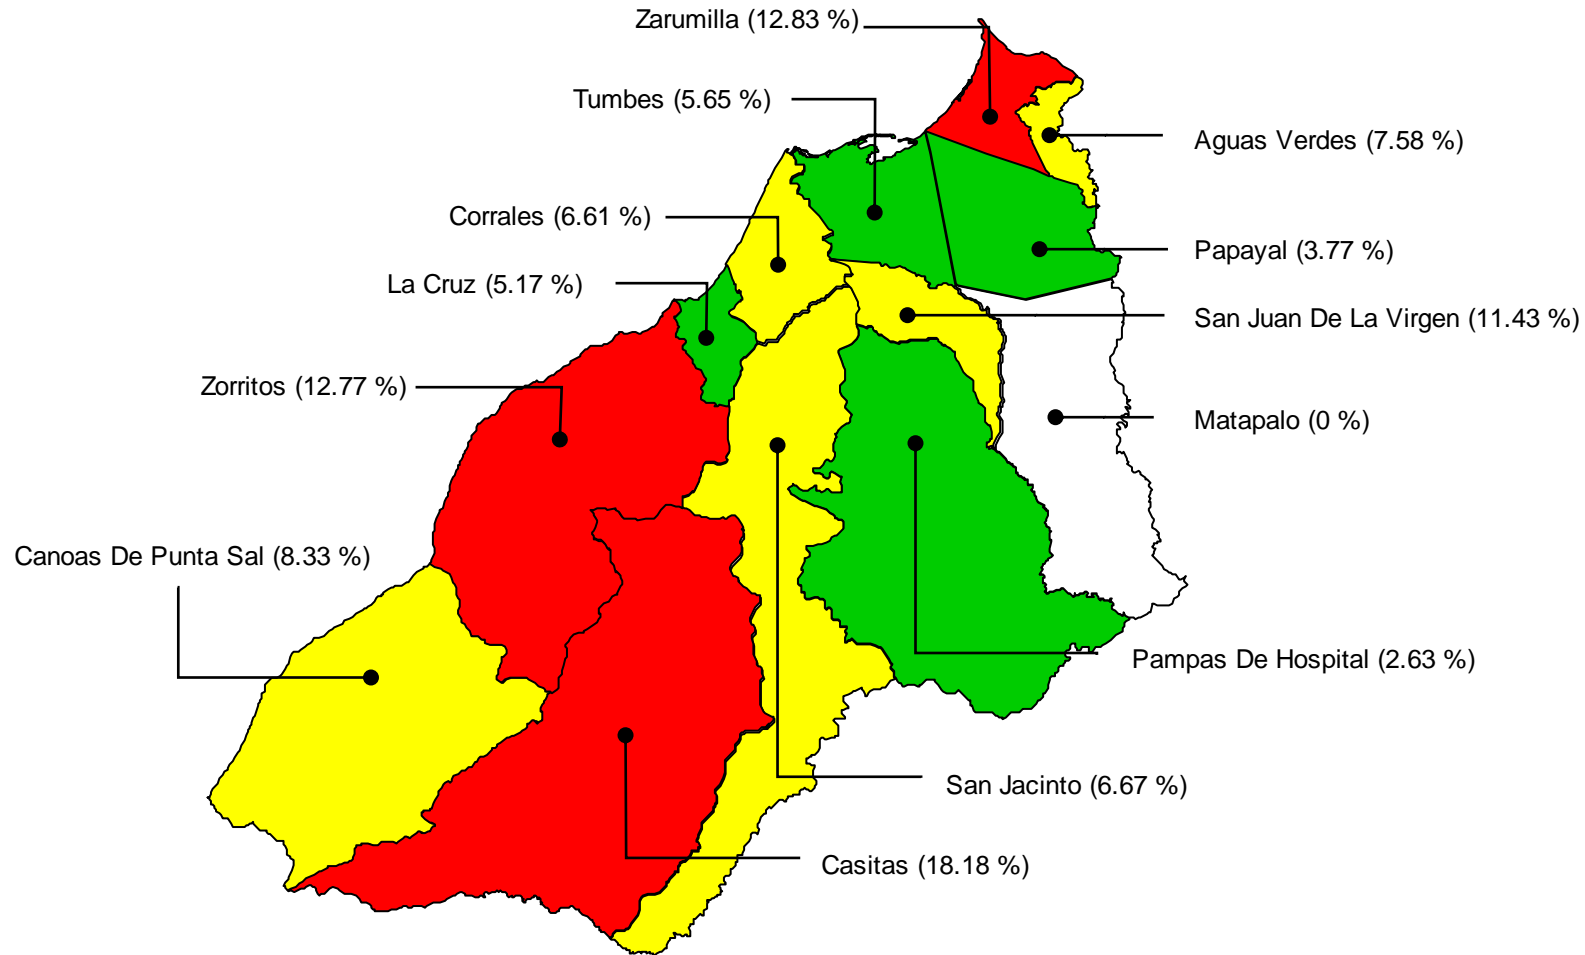 Zarumilla (12.83 %)
Tumbes (5.65 %)
Aguas Verdes (7.58 %)
Corrales (6.61 %)
Papayal (3.77 %)
La Cruz (5.17 %)
San Juan De La Virgen (11.43 %)
Zorritos (12.77 %)
Matapalo (0 %)
Canoas De Punta Sal (8.33 %)
Pampas De Hospital (2.63 %)
San Jacinto (6.67 %)
Casitas (18.18 %)